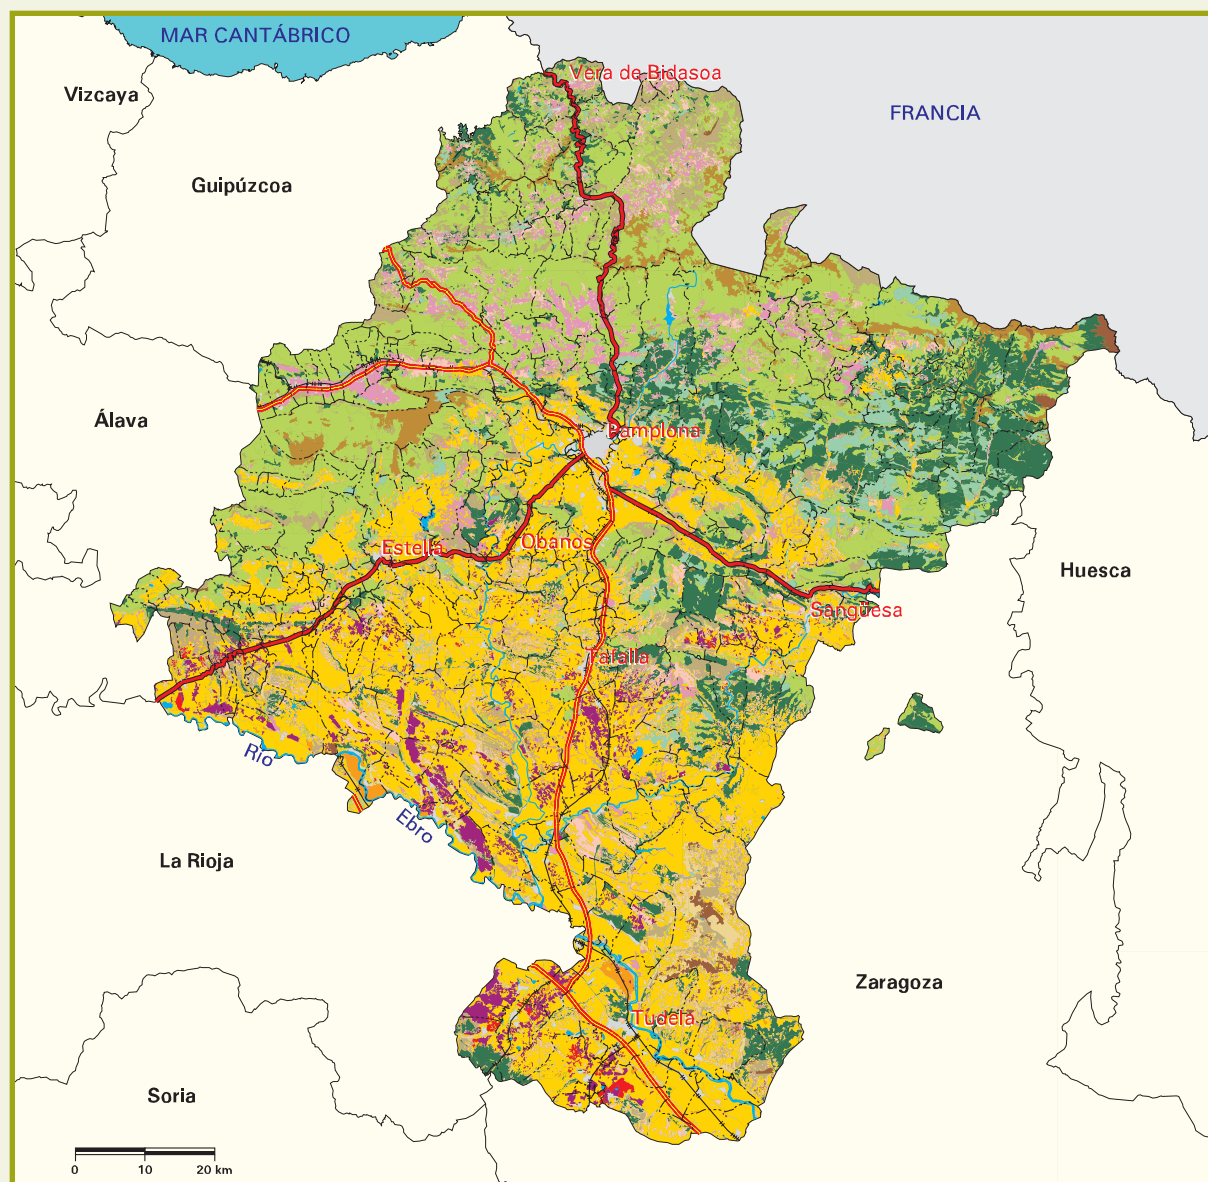 MAR CANTÁBRICO
Vera de Bidasoa
Vizcaya
FRANCIA
Guipúzcoa
Álava
Pamplona
Estella
Obanos
Huesca
Sangüesa
Tafalla
Río
Ebro
La Rioja
Zaragoza
Tudela
Soria
0 10 20 km